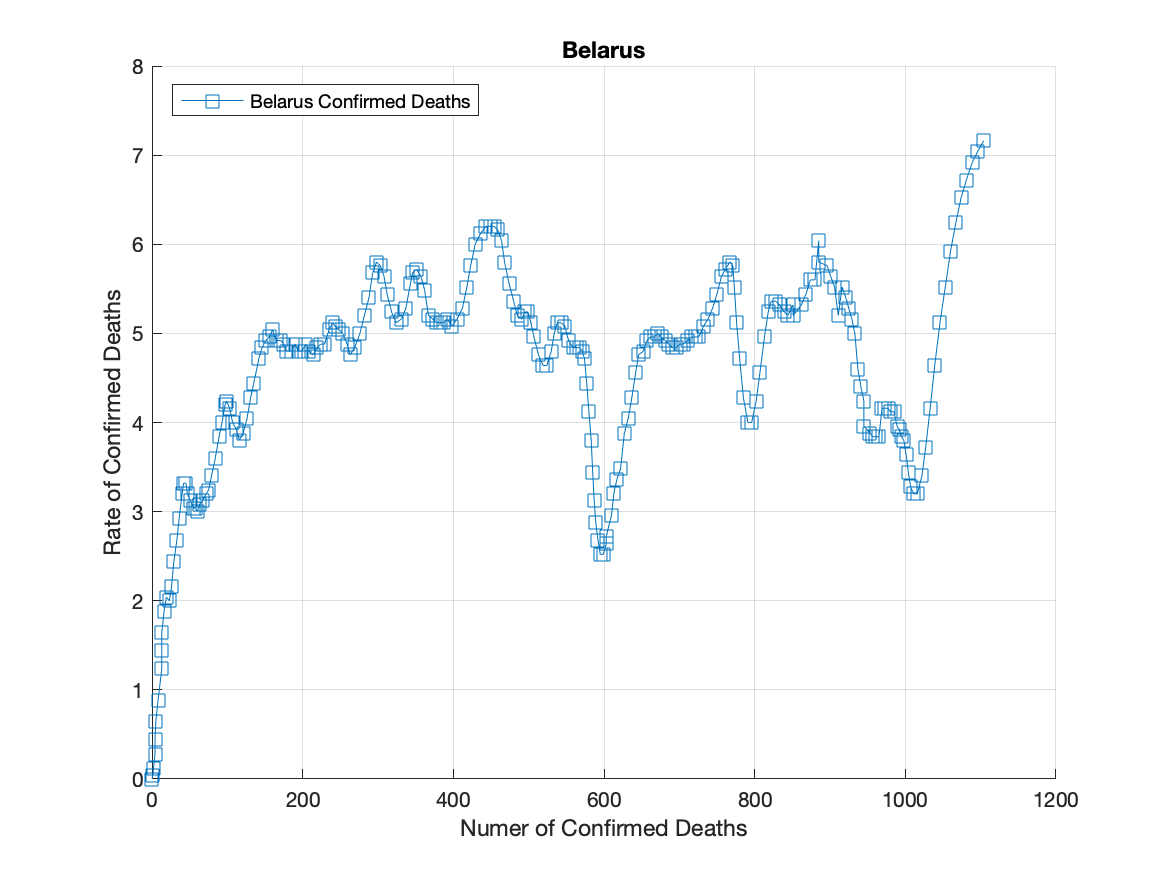 Belarus
Belarus Confirmed Deaths
Rate of Confirmed Deaths
8
7
6
5
4
3
2
1
0
0 200 400 600 800 1000 1200
Numer of Confirmed Deaths